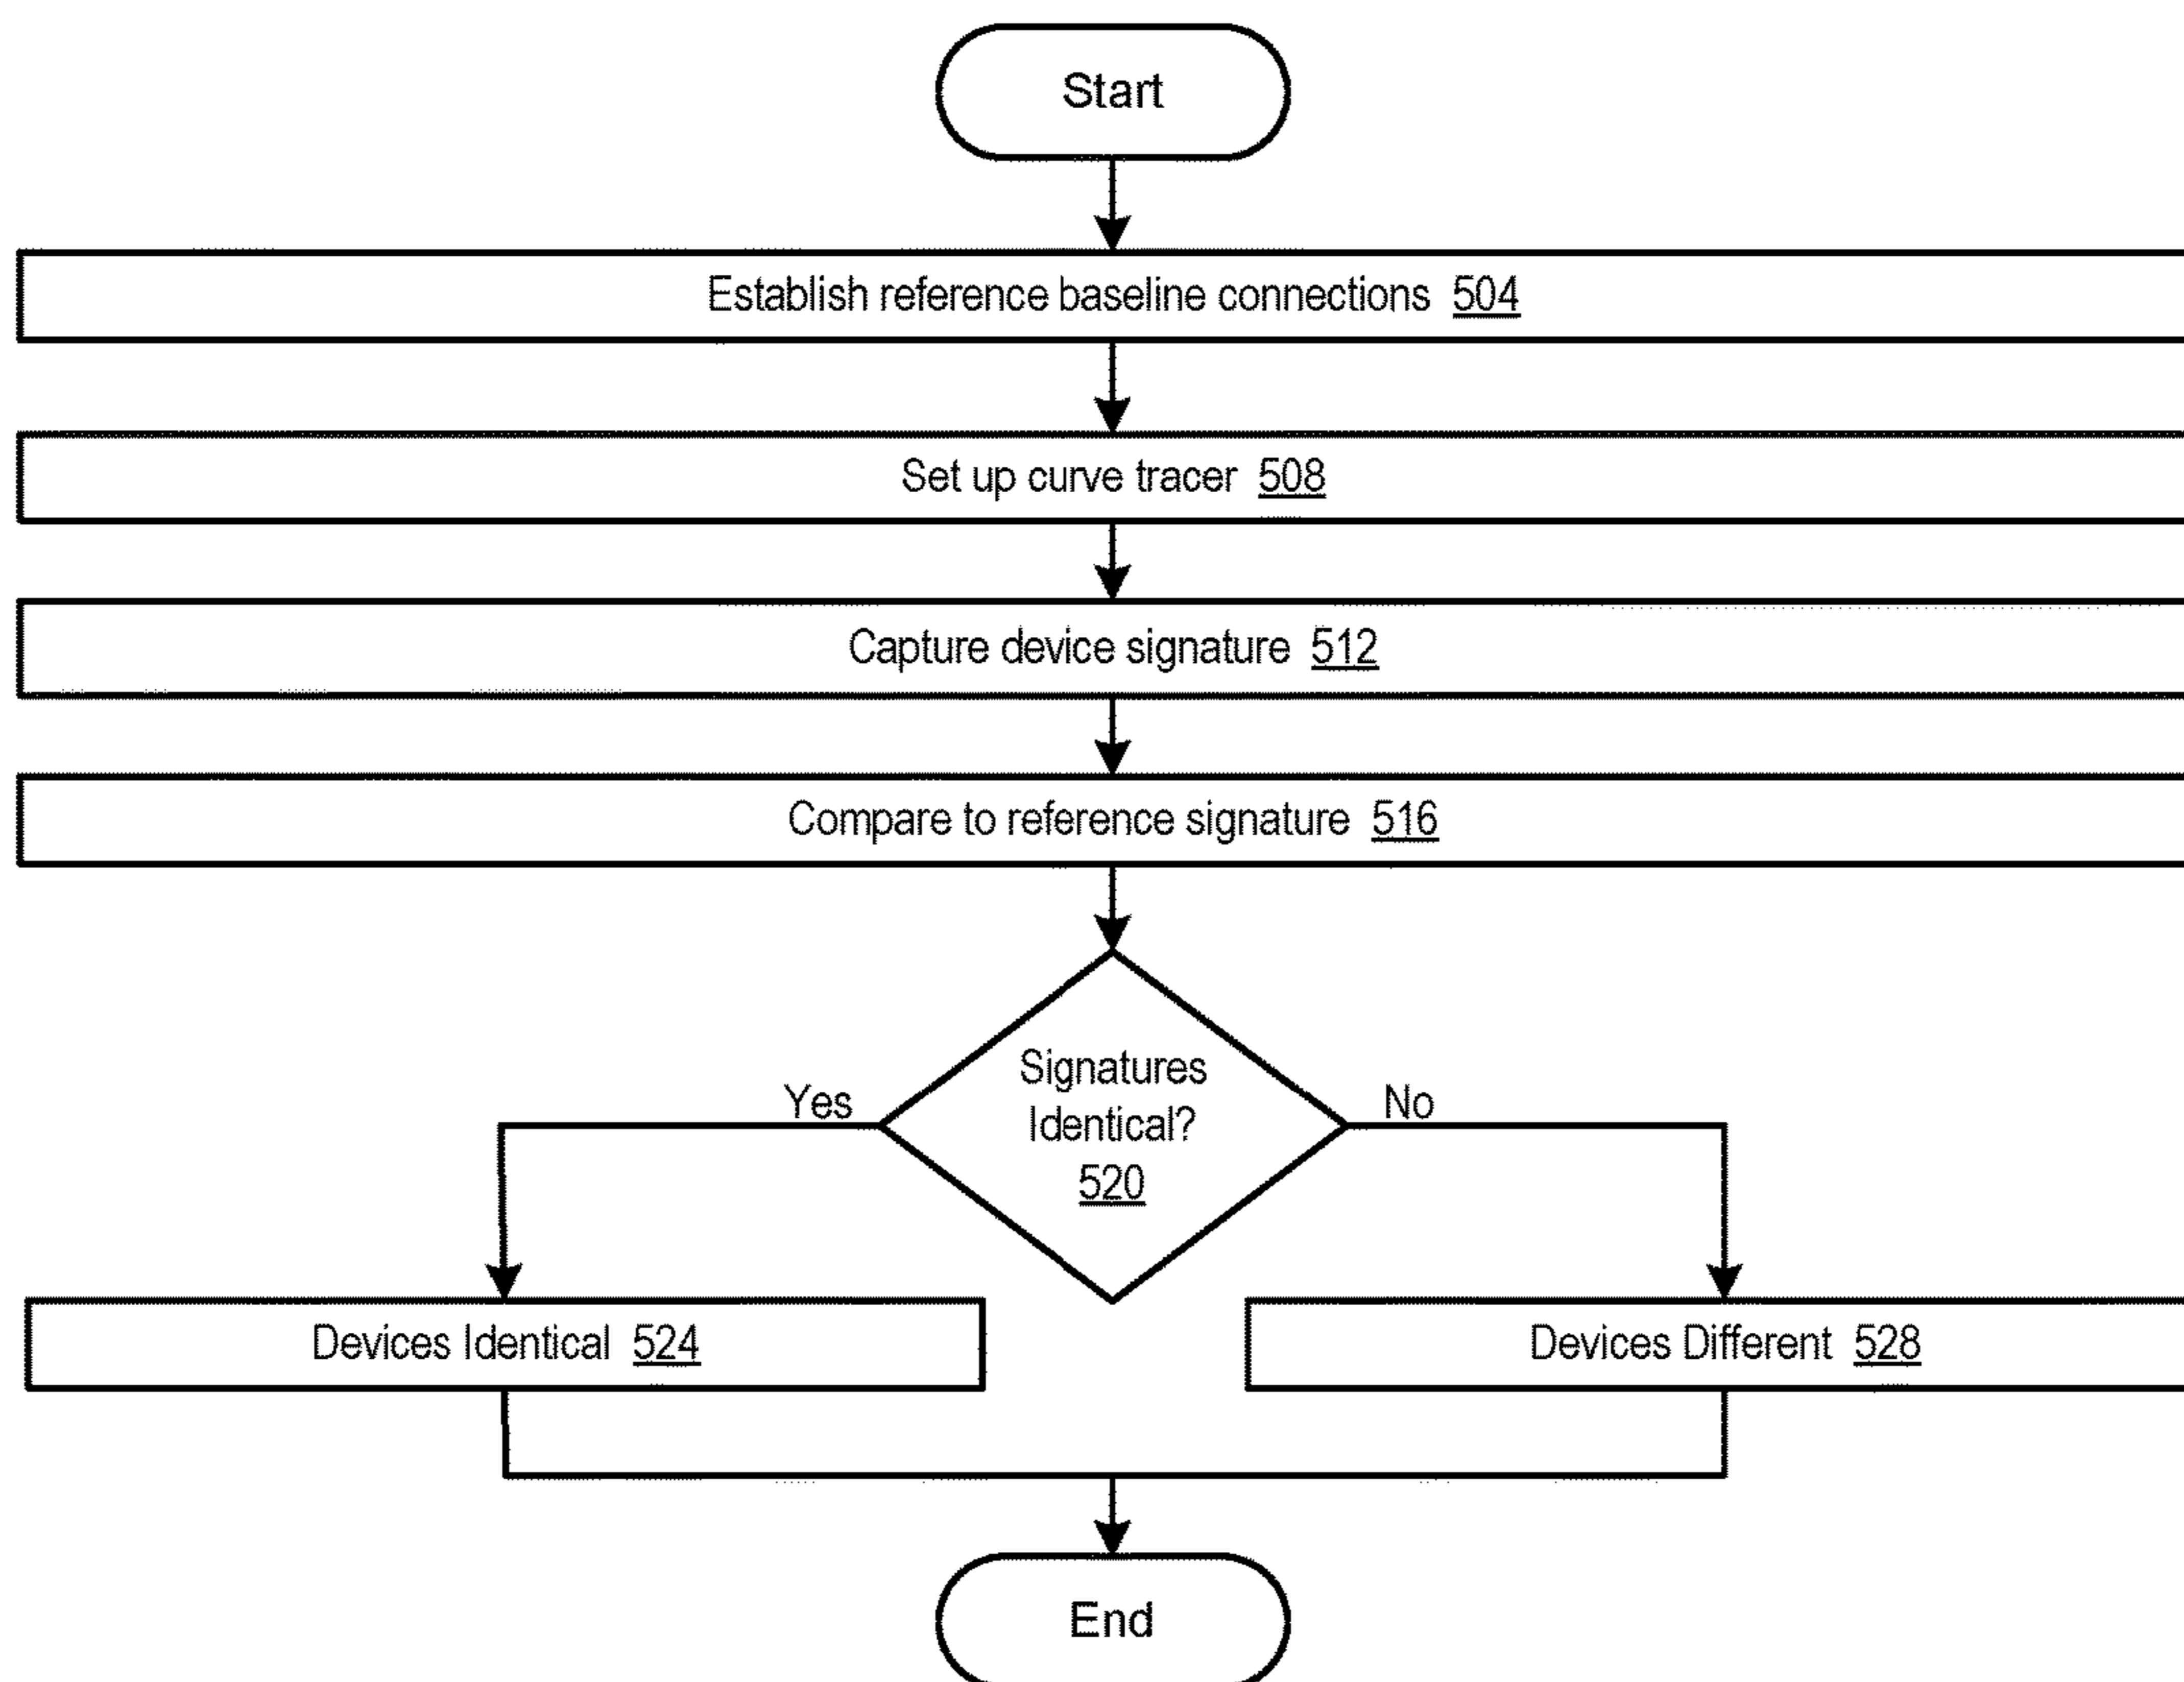 Start
Establish reference baseline connections 504
Set up curve tracer 508
Capture device signature 512
Compare to reference signature 516
Signatures
Identical?
520
Yes
No
Devices Identical 524
Devices Different 528
End